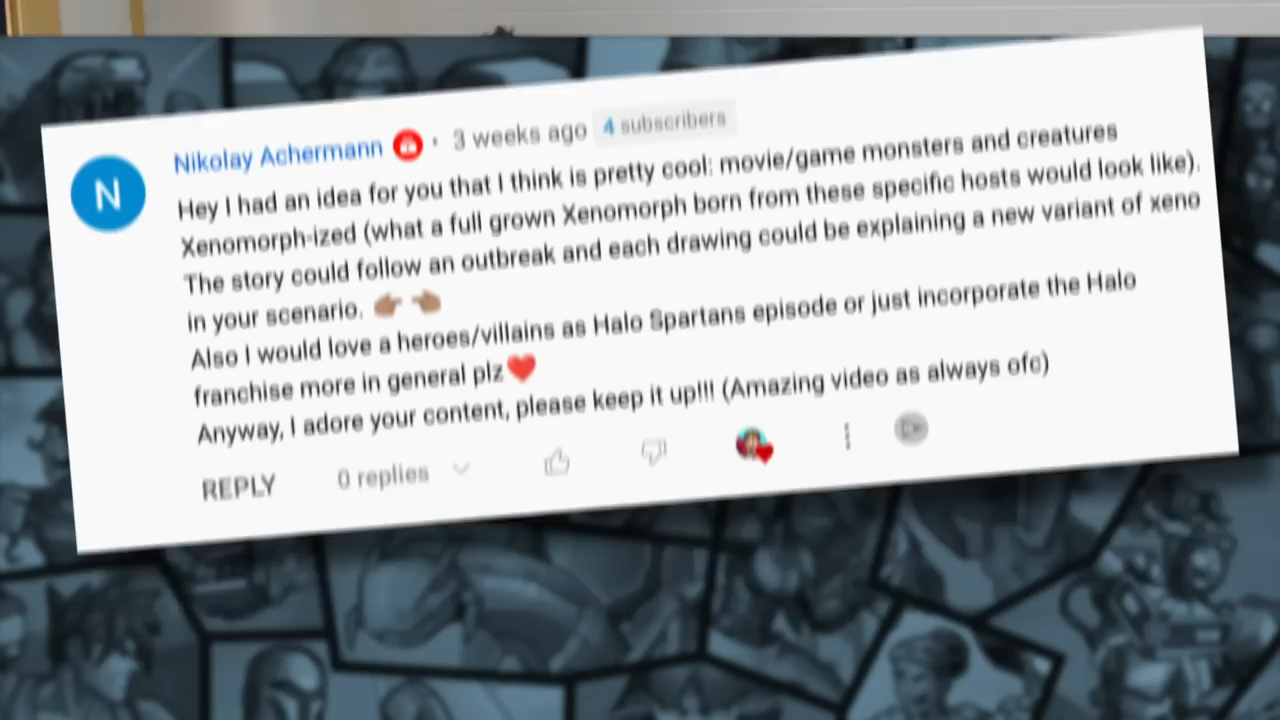 N
Nikolay Achermann · 3 weeks ago 4 subscribers
Hey I had an idea for you that I think is pretty cool: movie/game monsters and creatures
Xenomorph-ized (what a full grown Xenomorph born from these specific hosts would look like).
The story could follow an outbreak and each drawing could be explaining a new variant of xeno
in your scenario. 👉🏽 👈🏽
Also I would love a heroes/villains as Halo Spartans episode or just incorporate the Halo
franchise more in general plz❤️
Anyway, I adore your content, please keep it up!!! (Amazing video as always ofc)
REPLY 0 replies